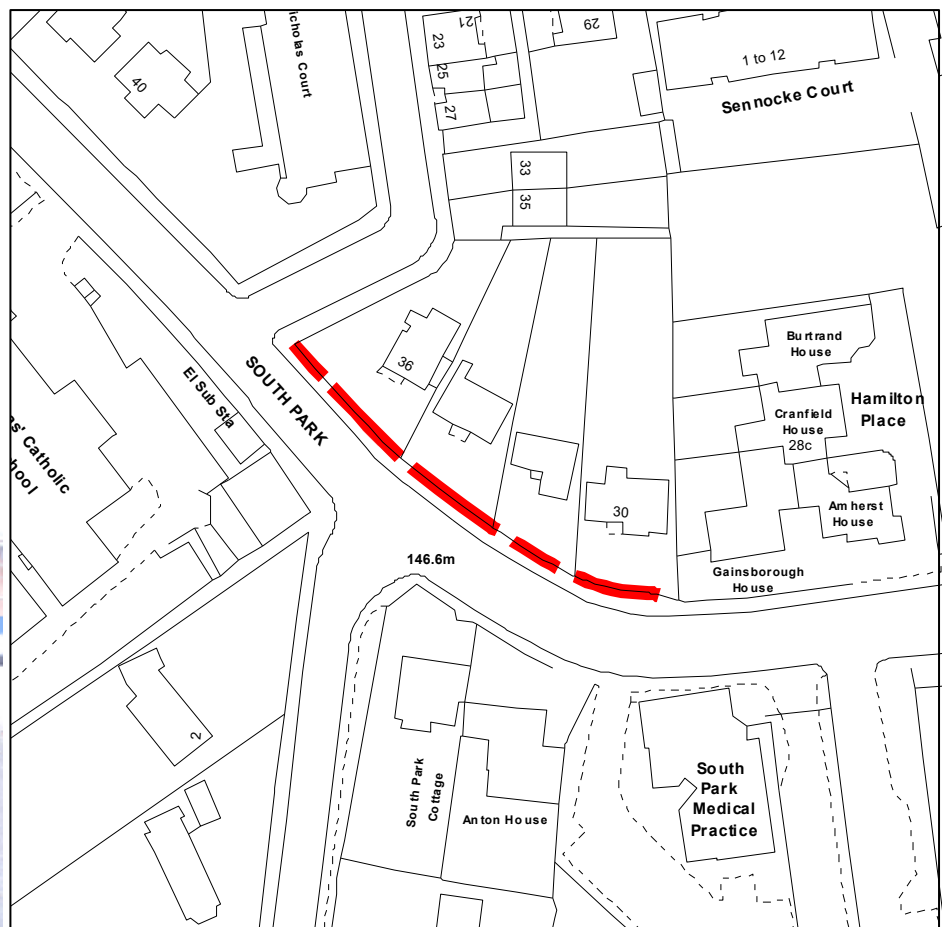 40
icholas Court
21
23
25
27
29
1 to 12
Sennocke Court
33
35
36
SOUTH PARK
El Sub Sta
as' Catholic
hool
30
Burtrand
House
Cranfield
House
28c
Hamilton
Place
Amherst
House
Gainsborough
House
146.6m
2
South Park
Cottage
Anton House
South
Park
Medical
Practice